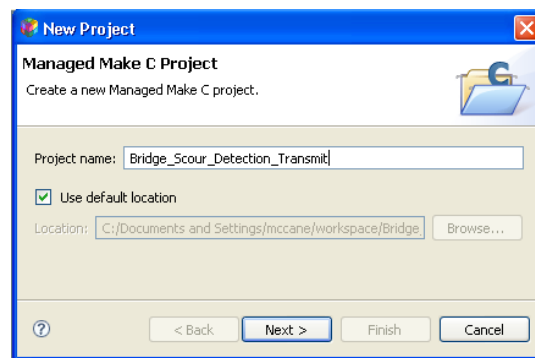 New Project
Managed Make C Project
Create a new Managed Make C project.
Project name: Bridge_Scour_Detection_Transmit
Use default location
Location: C:/Documents and Settings/mccane/workspace/Bridge_ Browse...
? < Back Next > Finish Cancel